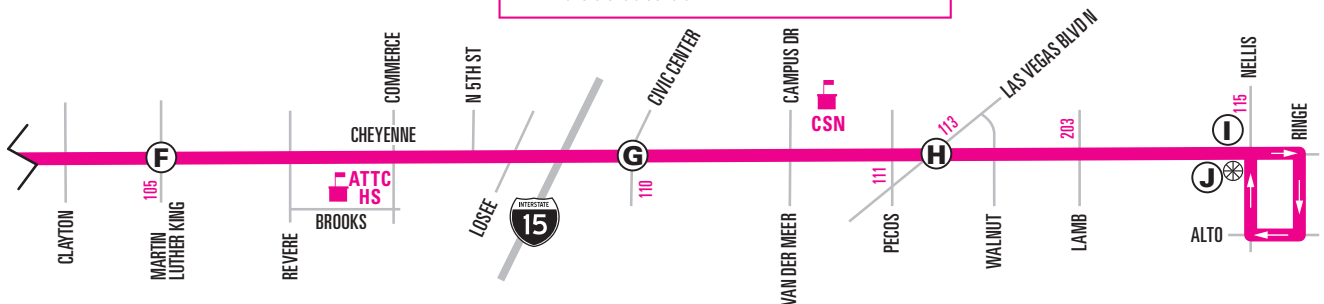 CLAYTON
F
105
MARTIN
LUTHER KING
REVERE
ATTC
HS
BROOKS
CHEYENNE
COMMERCE
N 5TH ST
LOSEE
INTERSTATE
15
CIVIC CENTER
G
110
CAMPUS DR
VAN DER MEER
CSN
111
PECOS
H
113
LAS VEGAS BLVD N
WALNUT
203
LAMB
NELLIS
115
I
J
RINGE
ALTO